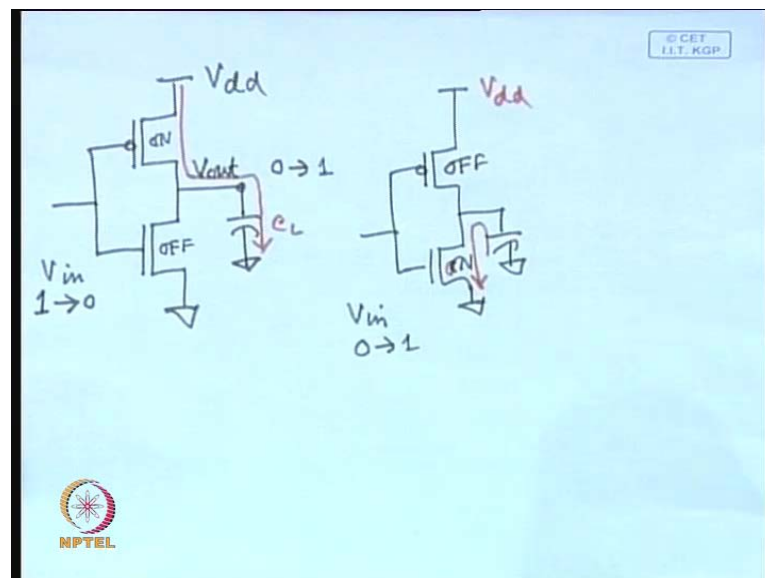 © CET
I.I.T. KGP
Vdd
ON
Vout 0→1
CL
OFF
Vin
1→0
Vdd
OFF
ON
Vin
0→1
NPTEL